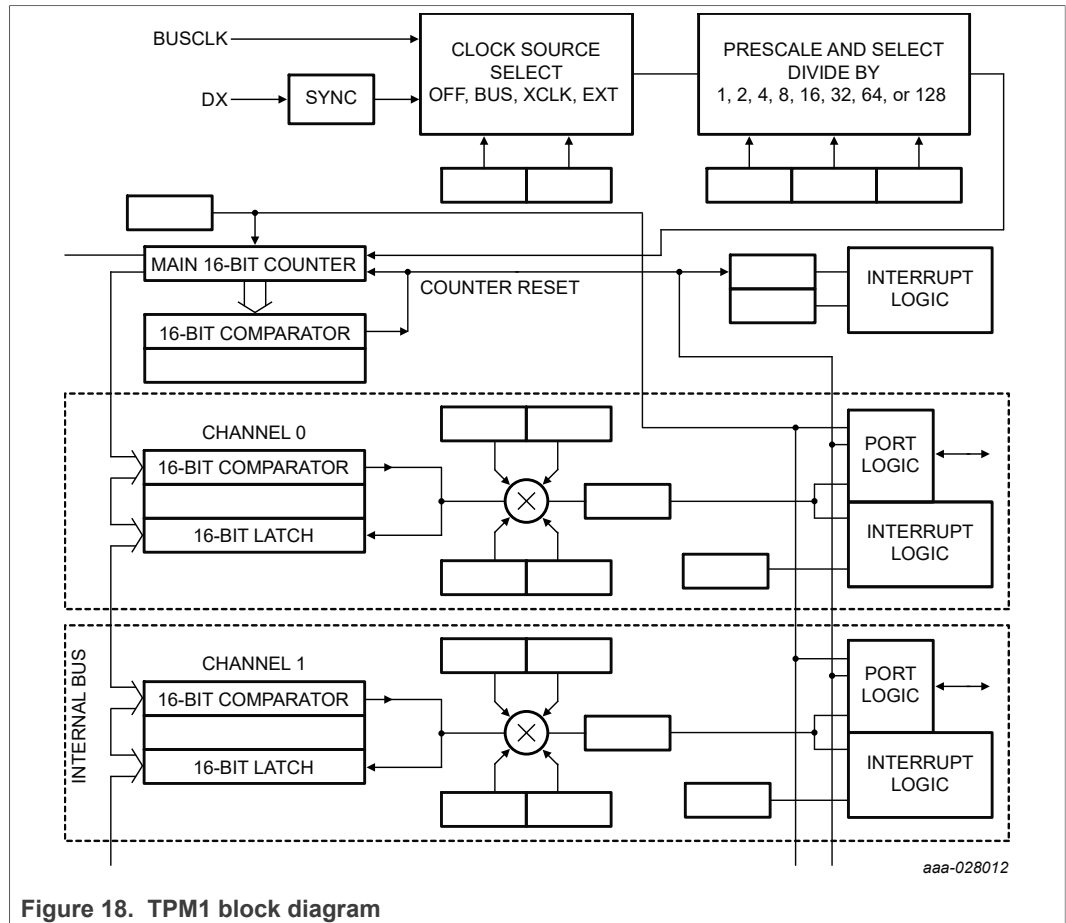 BUSCLK
CLOCK SOURCE
SELECT
OFF, BUS, XCLK, EXT
PRESCALE AND SELECT
DIVIDE BY
1, 2, 4, 8, 16, 32, 64, or 128
DX
SYNC
MAIN 16-BIT COUNTER
COUNTER RESET
INTERRUPT
LOGIC
16-BIT COMPARATOR
CHANNEL 0
16-BIT COMPARATOR
16-BIT LATCH
PORT
LOGIC
INTERRUPT
LOGIC
INTERNAL BUS
CHANNEL 1
16-BIT COMPARATOR
16-BIT LATCH
PORT
LOGIC
INTERRUPT
LOGIC
aaa-028012
Figure 18. TPM1 block diagram